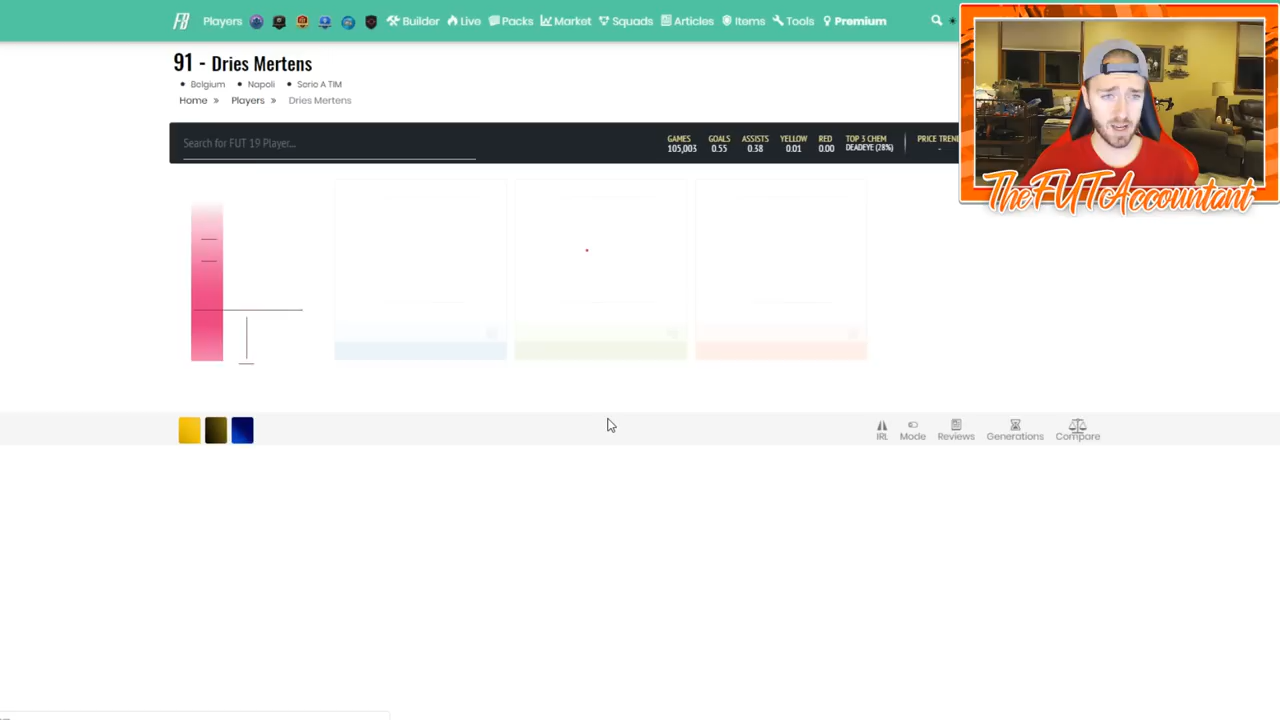 FB Players Builder Live Packs Market Squads Articles Items Tools Premium
91 - Dries Mertens
Belgium Napoli Serie A TIM
Home » Players » Dries Mertens
Search for FUT 19 Player...
GAMES GOALS ASSISTS YELLOW RED TOP 3 CHEM PRICE TREN
105,003 0.55 0.38 0.01 0.00 DEADEYE (28%) -
TheFUTAccountant
IRL Mode Reviews Generations Compare